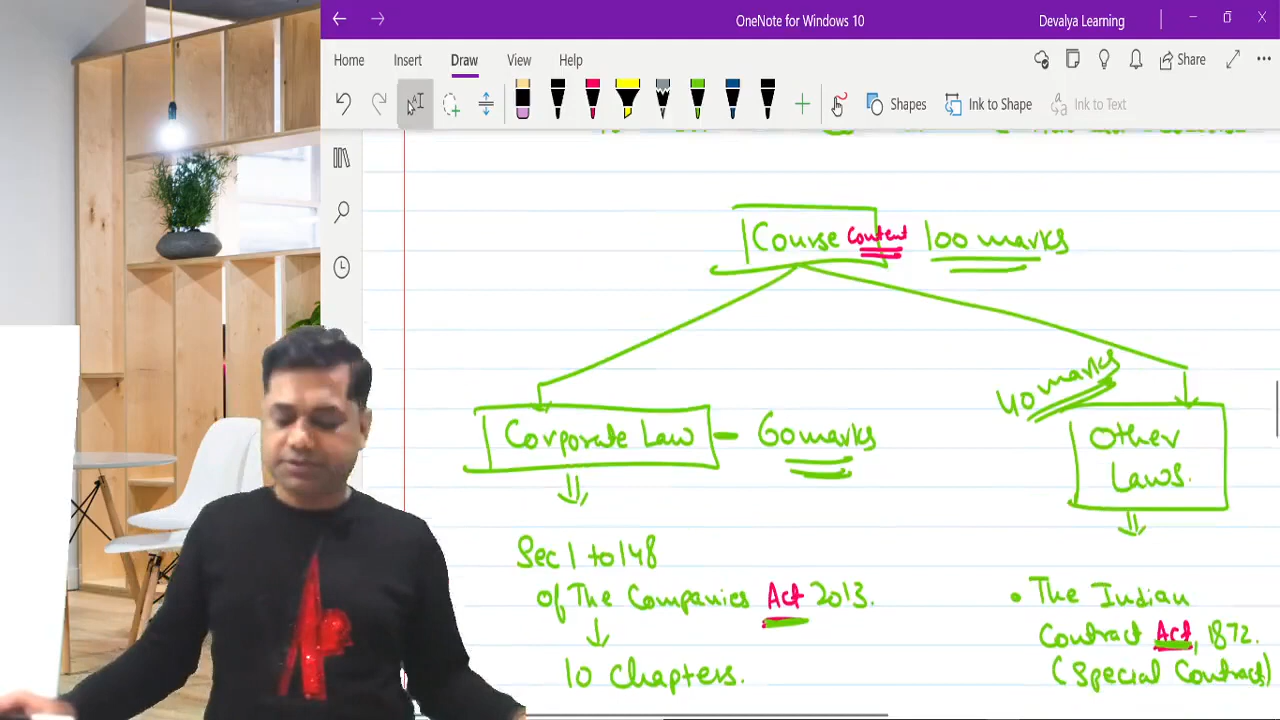 OneNote for Windows 10
Devalya Learning
Home Insert Draw View Help
Share
Shapes
Ink to Shape
Ink to Text
Course Content 100 marks
40 marks
Corporate Law - 60 marks
Other
Laws.
Sec 1 to 148
of The Companies Act 2013.
10 Chapters.
• The Indian
Contract Act, 1872.
(Special Contract)